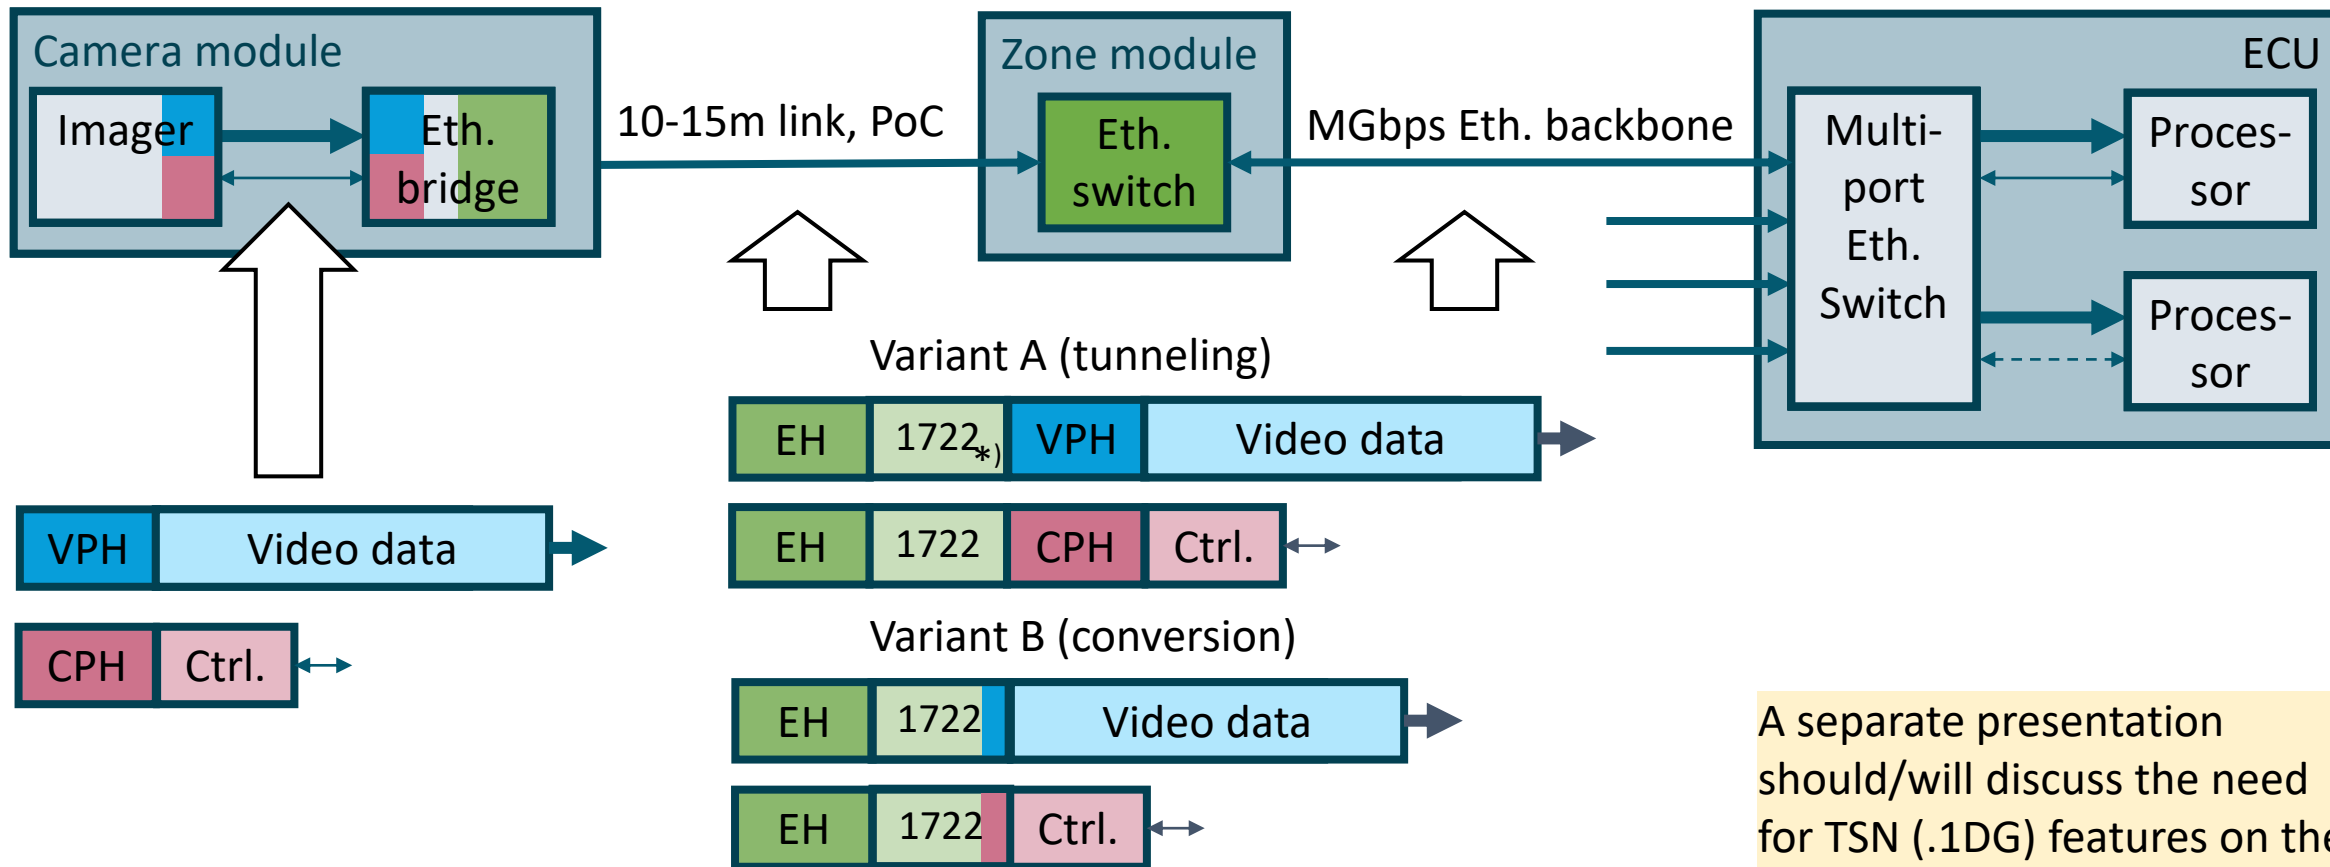 Camera module
Imager
Eth.
bridge
10-15m link, PoC
Zone module
Eth.
switch
MGbps Eth. backbone
ECU
Multi-
port
Eth.
Switch
Proces-
sor
Proces-
sor
VPH
Video data
CPH
Ctrl.
Variant A (tunneling)
EH
1722*)
VPH
Video data
EH
1722
CPH
Ctrl.
Variant B (conversion)
EH
1722
Video data
EH
1722
Ctrl.
A separate presentation
should/will discuss the need
for TSN (.1DG) features on the